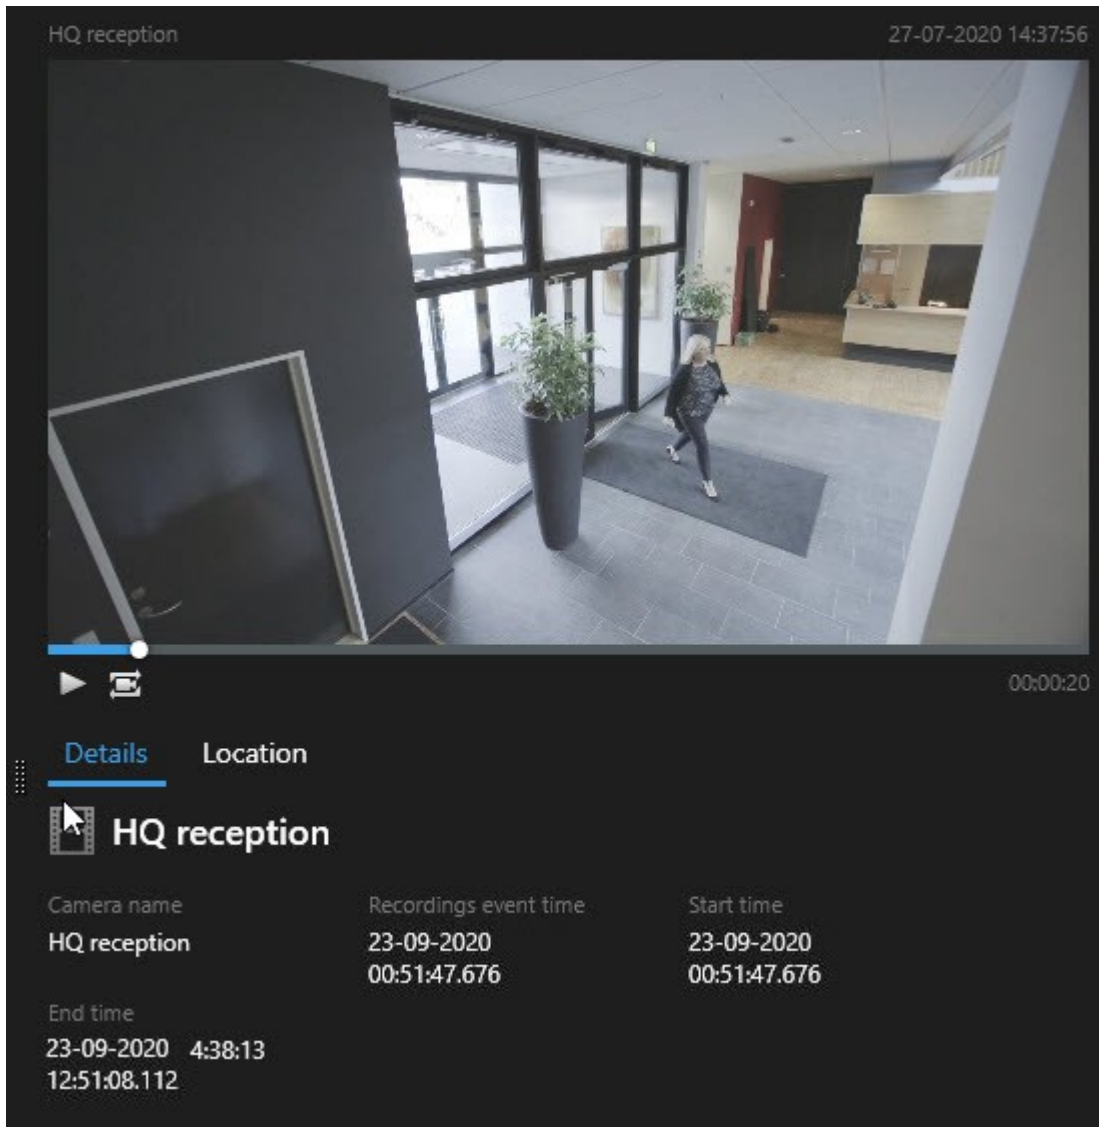 HQ reception 27-07-2020 14:37:56
00:00:20
Details Location
HQ reception
Camera name Recordings event time Start time
HQ reception 23-09-2020 23-09-2020
00:51:47.676 00:51:47.676
End time
23-09-2020 4:38:13
12:51:08.112